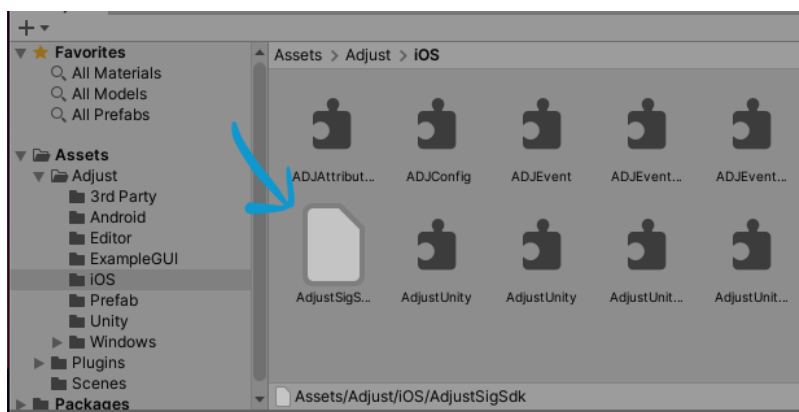 Favorites
All Materials
All Models
All Prefabs
Assets
Adjust
3rd Party
Android
Editor
ExampleGUI
iOS
Prefab
Unity
Windows
Plugins
Scenes
Packages
Assets > Adjust > iOS
ADJAttribut...
ADJConfig
ADJEvent
ADJEvent...
ADJEvent...
AdjustSigS...
AdjustUnity
AdjustUnity
AdjustUnit...
AdjustUnit...
Assets/Adjust/iOS/AdjustSigSdk